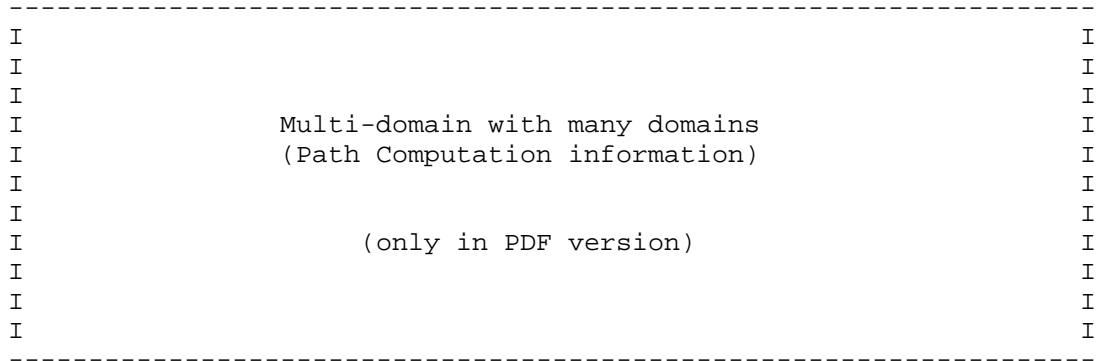 --------------------------------------------------------------------
I I
I I
I I
I Multi-domain with many domains I
I (Path Computation information) I
I I
I I
I (only in PDF version) I
I I
I I
I I
--------------------------------------------------------------------